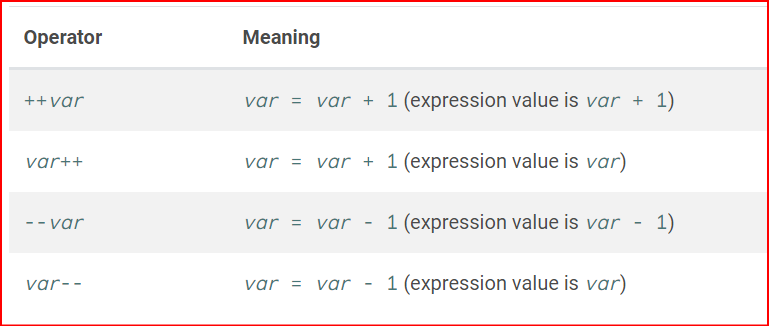 Operator Meaning
++var var = var + 1 (expression value is var + 1)
var++ var = var + 1 (expression value is var)
--var var = var - 1 (expression value is var - 1)
var-- var = var - 1 (expression value is var)